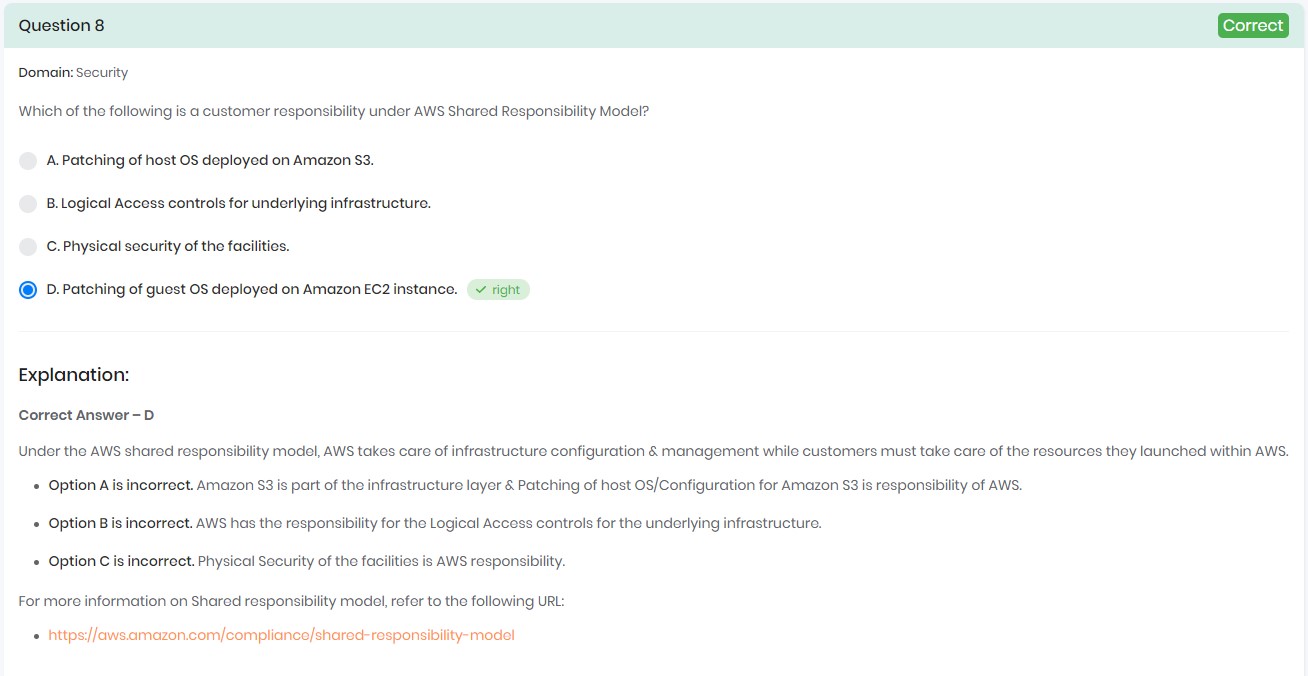 Question 8
Correct
Domain: Security
Which of the following is a customer responsibility under AWS Shared Responsibility Model?
A. Patching of host OS deployed on Amazon S3.
B. Logical Access controls for underlying infrastructure.
C. Physical security of the facilities.
D. Patching of guest OS deployed on Amazon EC2 instance. ✓ right
Explanation:
Correct Answer – D
Under the AWS shared responsibility model, AWS takes care of infrastructure configuration & management while customers must take care of the resources they launched within AWS.
• Option A is incorrect. Amazon S3 is part of the infrastructure layer & Patching of host OS/Configuration for Amazon S3 is responsibility of AWS.
• Option B is incorrect. AWS has the responsibility for the Logical Access controls for the underlying infrastructure.
• Option C is incorrect. Physical Security of the facilities is AWS responsibility.
For more information on Shared responsibility model, refer to the following URL:
• https://aws.amazon.com/compliance/shared-responsibility-model